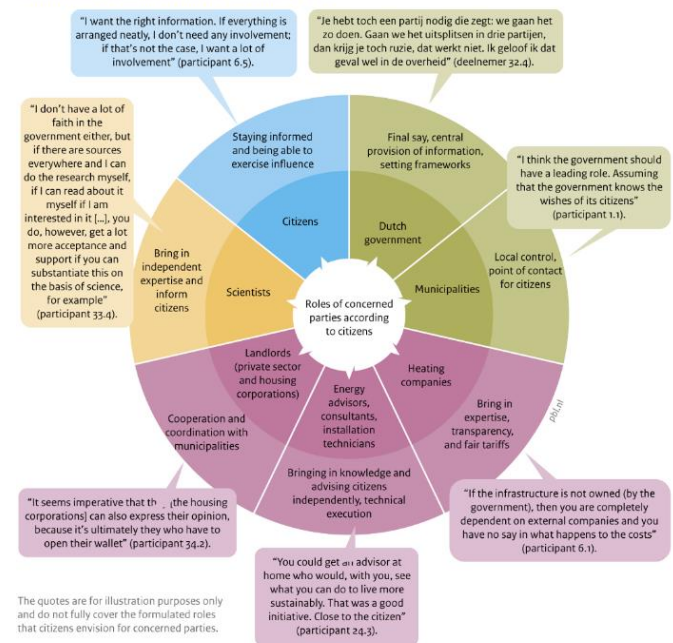 "I want the right information. If everything is
arranged neatly, I don't need any involvement;
if that's not the case, I want a lot of
involvement" (participant 6.5).
"Je hebt toch een partij nodig die zegt: we gaan het
zo doen. Gaan we het uitsplitsen in drie partijen,
dan krijg je toch ruzie, dat werkt niet. Ik geloof ik dat
geval wel in de overheid" (deelnemer 32.4).
"I don't have a lot of
faith in the
government either, but
if there are sources
everywhere and I can
do the research myself,
if I can read about it
myself if I am
interested in it [...], you
do, however, get a lot
more acceptance and
support if you can
substantiate this on
the basis of science,
for example"
(participant 33.4).
Staying informed
and being able to
exercise influence
Final say, central
provision of information,
setting frameworks
"I think the government should
have a leading role. Assuming
that the government knows the
wishes of its citizens"
(participant 1.1).
Citizens
Dutch
government
Bring in
independent
expertise and
inform
citizens
Scientists
Municipalities
Local control,
point of contact
for citizens
Roles of concerned
parties according
to citizens
Landlords
(private sector
and housing
corporations)
Energy
advisors,
consultants,
installation
technicians
Heating
companies
Cooperation and
coordination with
municipalities
Bringing in knowledge and
advising citizens
independently, technical
execution
Bring in
expertise,
transparency,
and fair tariffs
pbl.nl
"It seems imperative that [the housing
corporations] can also express their opinion,
because it's ultimately they who have to
open their wallet" (participant 34.2).
"If the infrastructure is not owned (by the
government), then you are completely
dependent on external companies and you
have no say in what happens to the costs"
(participant 6.1).
"You could get an advisor at
home who would, with you, see
what you can do to live more
sustainably. That was a good
initiative. Close to the citizen"
(participant 24.3).
The quotes are for illustration purposes only
and do not fully cover the formulated roles
that citizens envision for concerned parties.